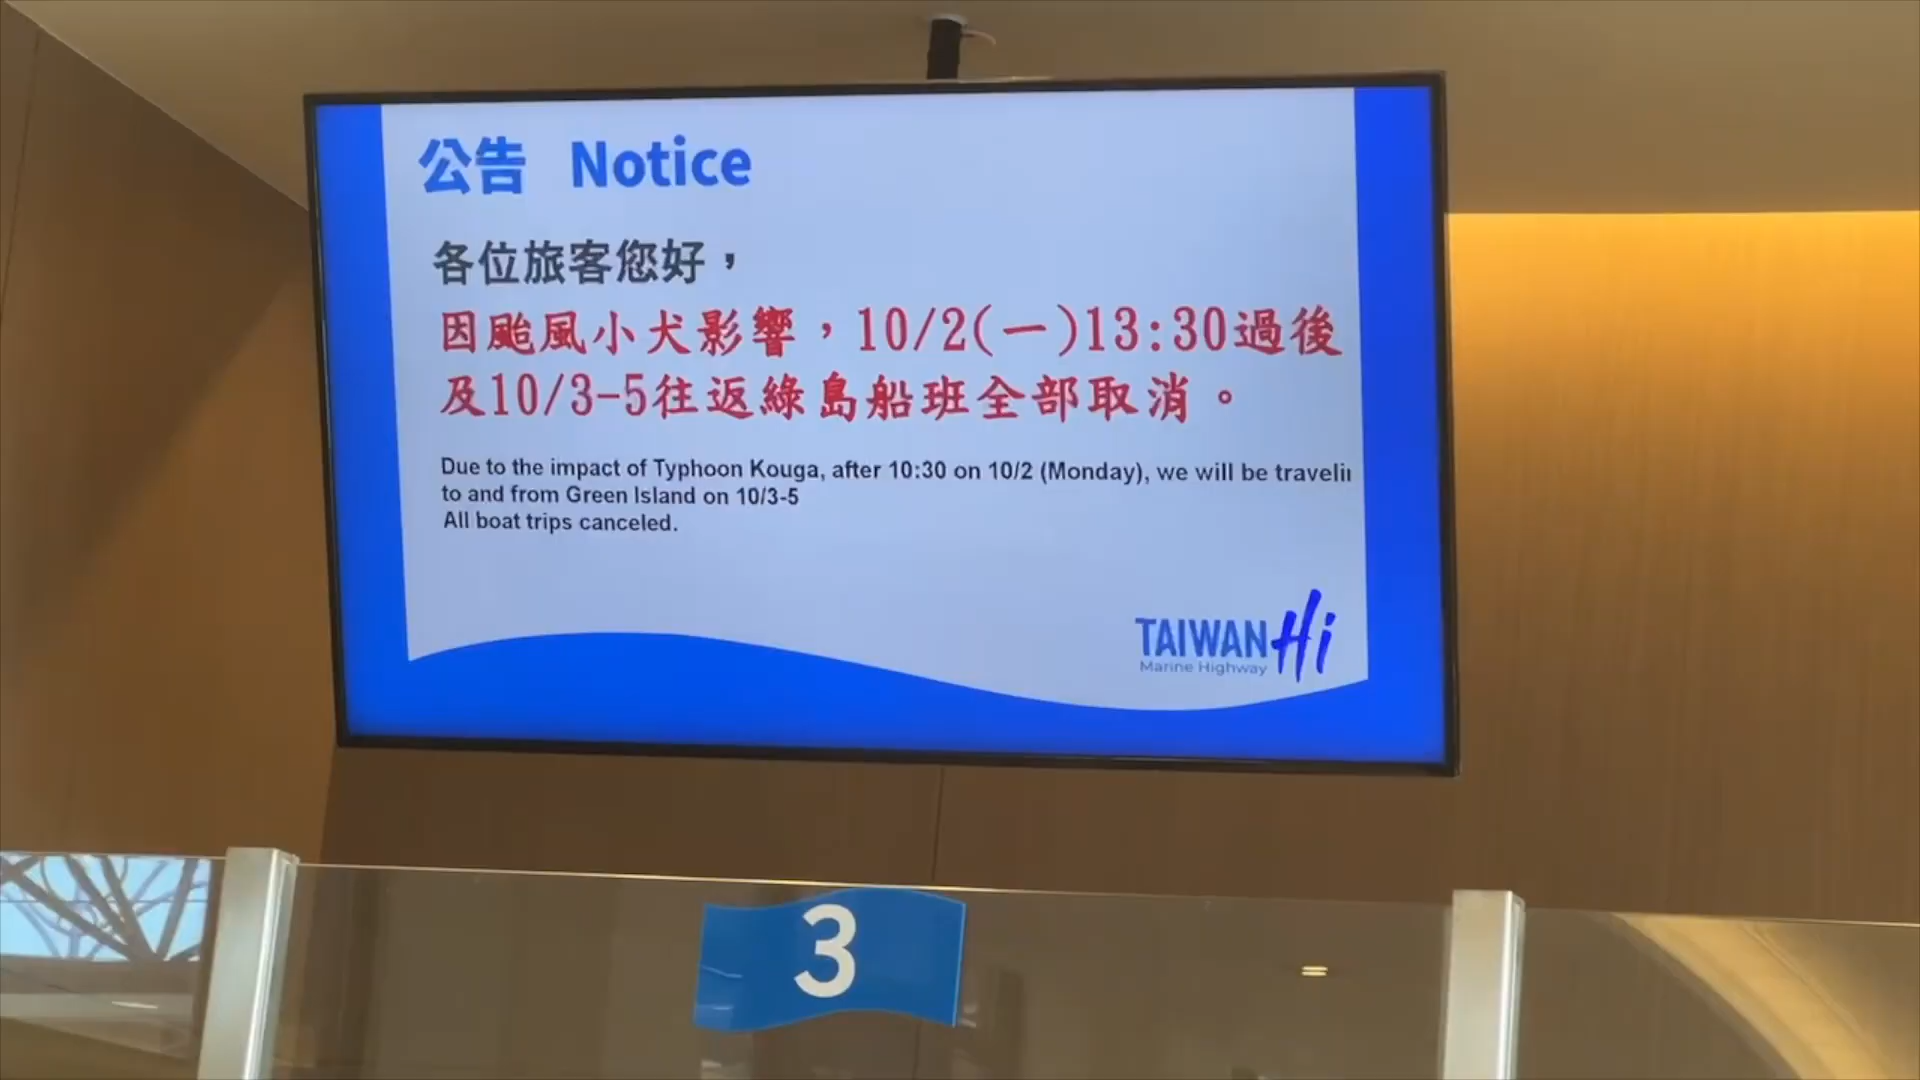 公告 Notice
各位旅客您好，
因颱風小犬影響，10/2(一)13:30過後
及10/3-5往返綠島船班全部取消。
Due to the impact of Typhoon Kouga, after 10:30 on 10/2 (Monday), we will be travelin
to and from Green Island on 10/3-5
All boat trips canceled.
TAIWAN Hi
Marine Highway
3